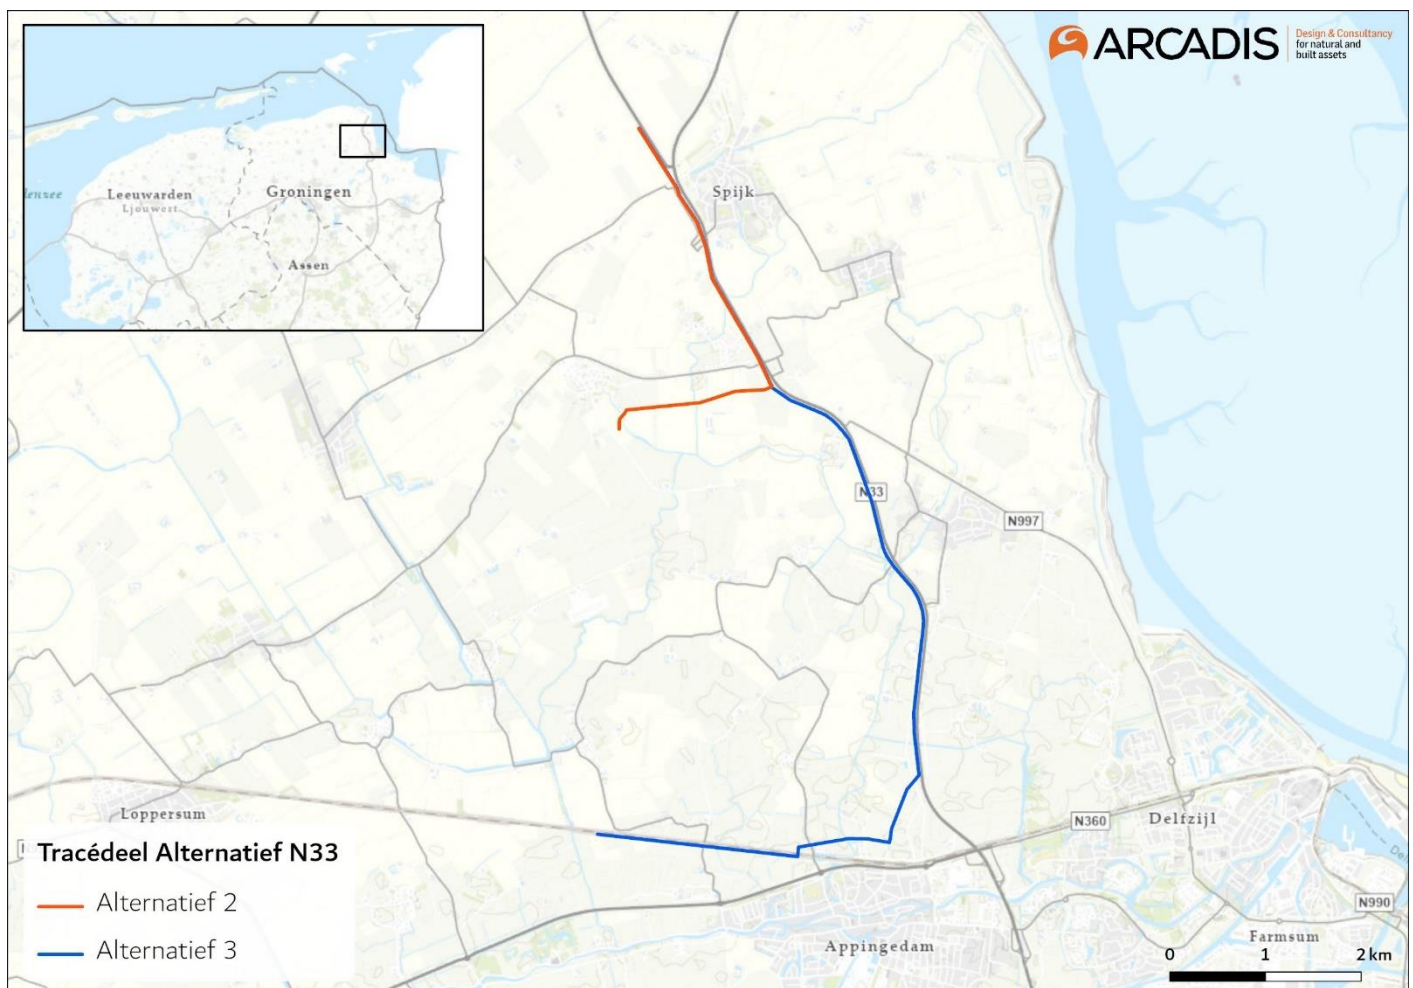 ARCADIS
Design & Consultancy
for natural and
built assets
denzee
Leeuwarden
Ljouwert
Groningen
Assen
Spijk
N33
N997
Loppersum
N360
Delfzijl
N990
Farmsum
Appingedam
Tracédeel Alternatief N33
Alternatief 2
Alternatief 3
0 1 2 km